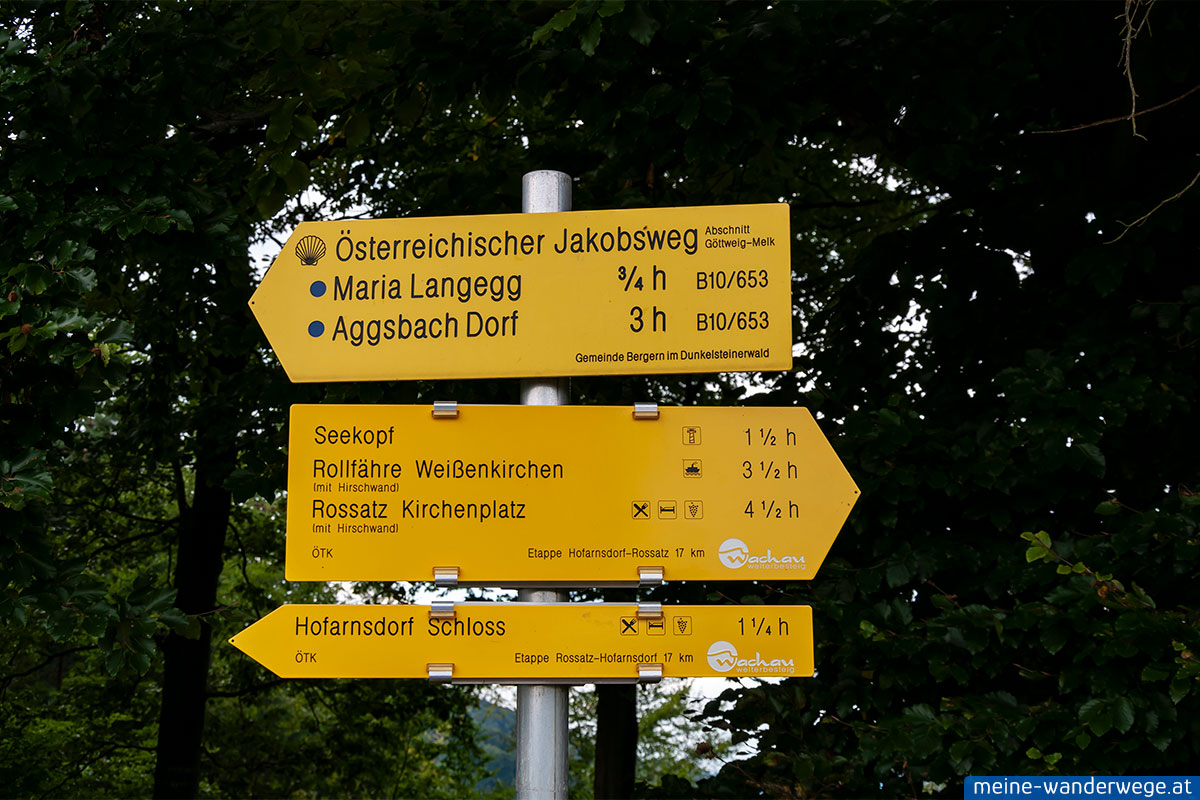 Österreichischer Jakobsweg Abschnitt Göttweig-Melk
Maria Langegg ¾ h B10/653
Aggsbach Dorf 3 h B10/653
Gemeinde Bergern im Dunkelsteinerwald
Seekopf 1 ½ h
Rollfähre Weißenkirchen 3 ½ h
(mit Hirschwand)
Rossatz Kirchenplatz 4 ½ h
(mit Hirschwand)
ÖTK Etappe Hofarnsdorf-Rossatz 17 km Wachau
welterbesteig
Hofarnsdorf Schloss 1 ¼ h
ÖTK Etappe Rossatz-Hofarnsdorf 17 km Wachau
welterbesteig
meine-wanderwege.at